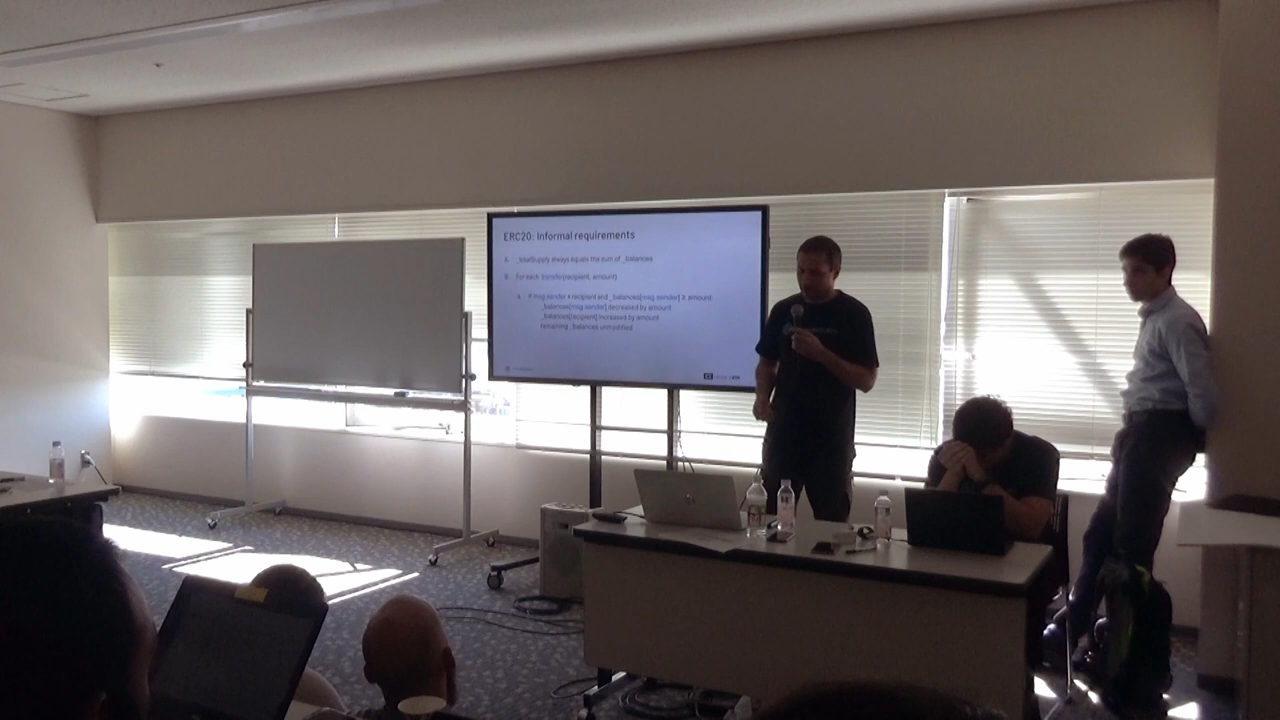 ERC20: Informal requirements
A. _totalSupply always equals the sum of _balances
B. For each transfer(recipient, amount)
a. If msg.sender ≠ recipient and _balances[msg.sender] ≥ amount:
_balances[msg.sender] decreased by amount
_balances[recipient] increased by amount
remaining _balances unmodified